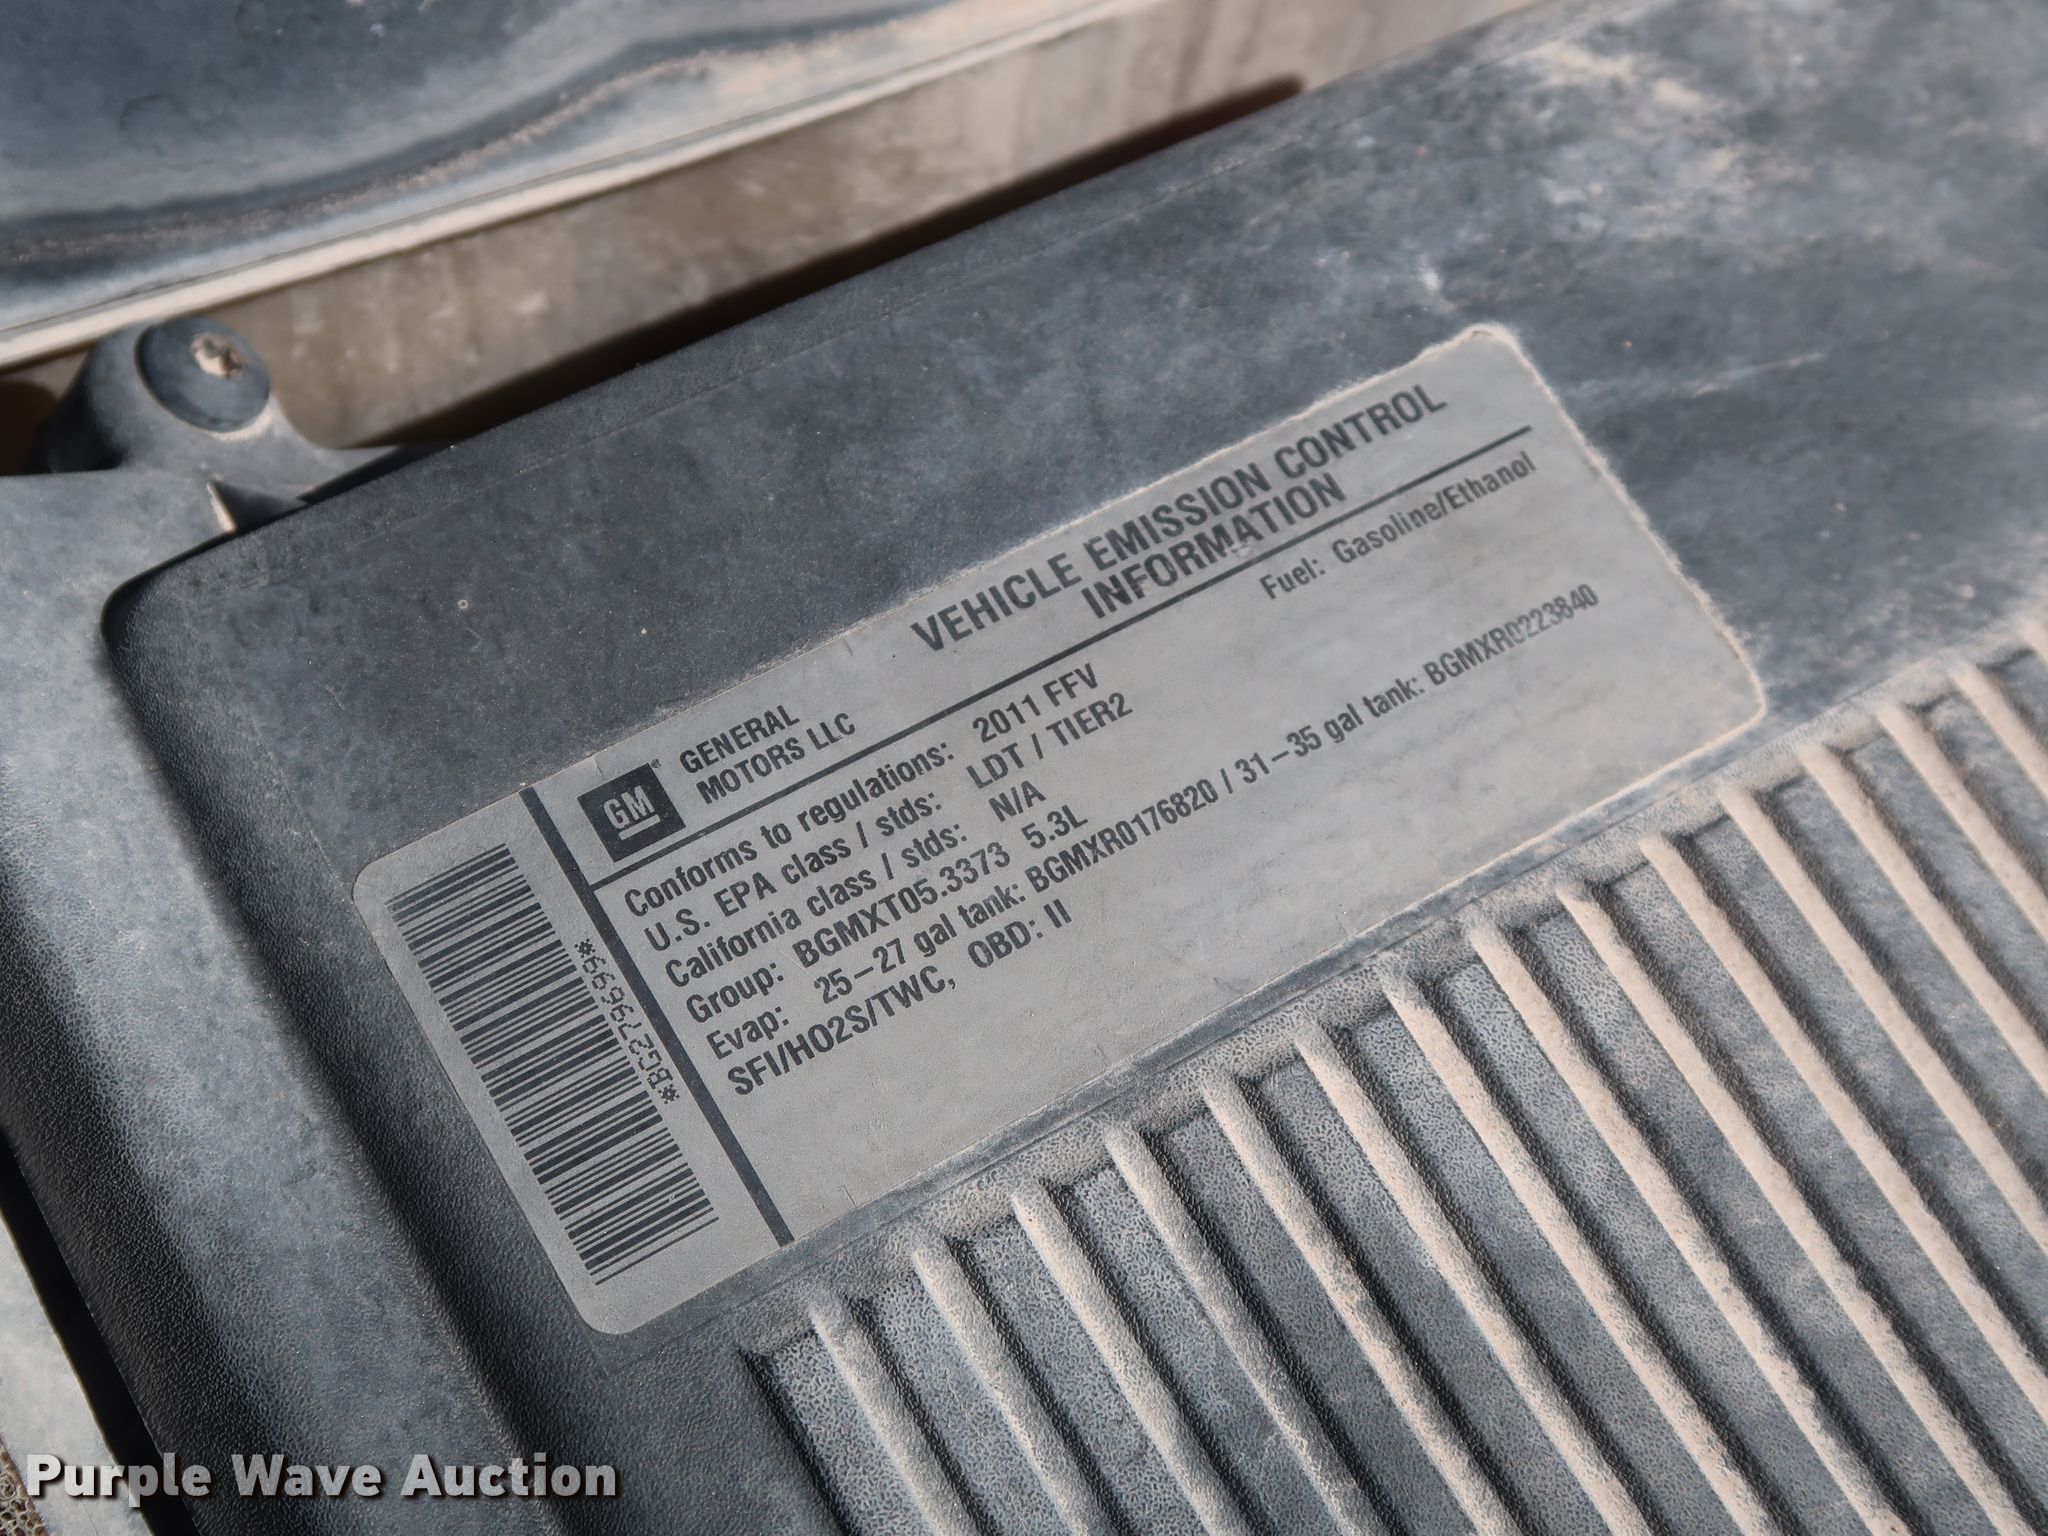 GM
GENERAL
MOTORS LLC
VEHICLE EMISSION CONTROL
INFORMATION
Conforms to regulations: 2011 FFV
Fuel: Gasoline/Ethanol
U.S. EPA class / stds: LDT / TIER2
California class / stds: N/A
Group: BGMXT05.3373 5.3L
Evap: 25–27 gal tank: BGMXR0176820 / 31–35 gal tank: BGMXR0223840
SFI/HO2S/TWC, OBD: II
*85276969*
Purple Wave Auction